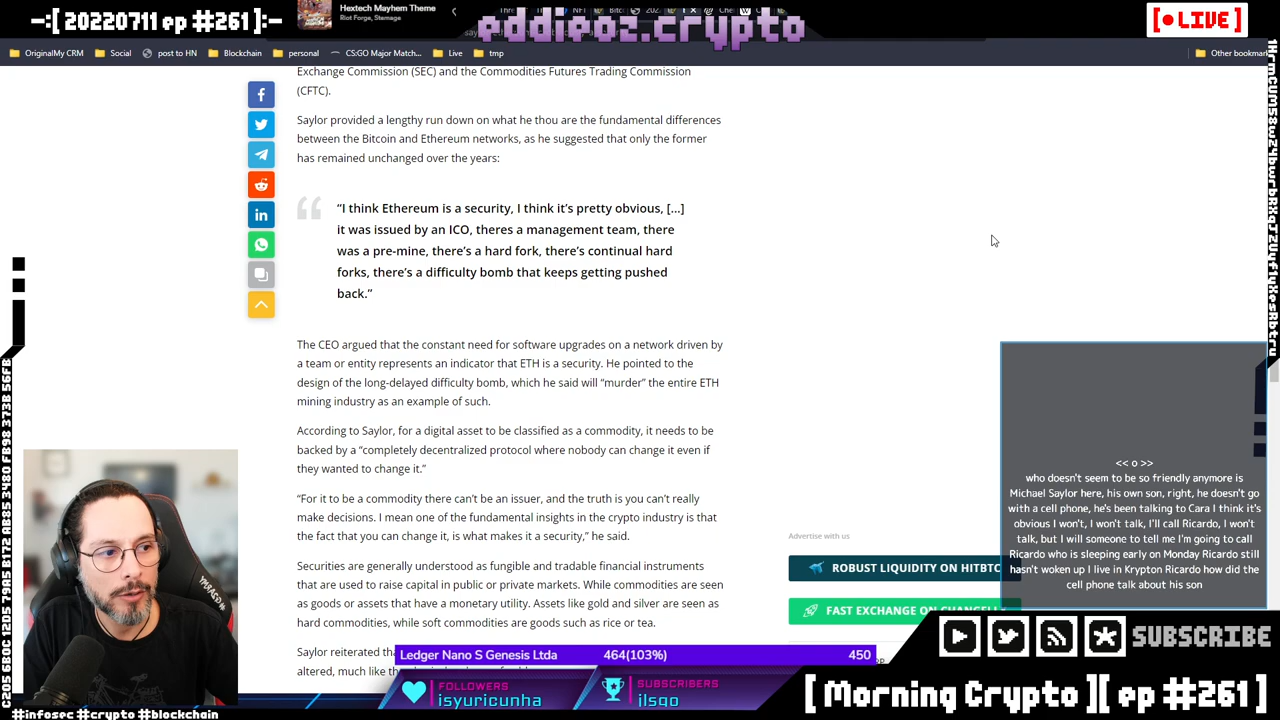 -:[ 20220711 ep #261 ]:-
Hextech Mayhem Theme
Riot Forge, Stemage
eddieoz.crypto
[● LIVE]
OriginalMy CRM
Social
post to HN
Blockchain
personal
CS:GO Major Match...
Live
tmp
Other bookmar
Exchange Commission (SEC) and the Commodities Futures Trading Commission
(CFTC).
Saylor provided a lengthy run down on what he thou are the fundamental differences
between the Bitcoin and Ethereum networks, as he suggested that only the former
has remained unchanged over the years:
“I think Ethereum is a security, I think it’s pretty obvious, [...]
it was issued by an ICO, theres a management team, there
was a pre-mine, there’s a hard fork, there’s continual hard
forks, there’s a difficulty bomb that keeps getting pushed
back.”
The CEO argued that the constant need for software upgrades on a network driven by
a team or entity represents an indicator that ETH is a security. He pointed to the
design of the long-delayed difficulty bomb, which he said will “murder” the entire ETH
mining industry as an example of such.
According to Saylor, for a digital asset to be classified as a commodity, it needs to be
backed by a “completely decentralized protocol where nobody can change it even if
they wanted to change it.”
“For it to be a commodity there can’t be an issuer, and the truth is you can’t really
make decisions. I mean one of the fundamental insights in the crypto industry is that
the fact that you can change it, is what makes it a security,” he said.
Securities are generally understood as fungible and tradable financial instruments
that are used to raise capital in public or private markets. While commodities are seen
as goods or assets that have a monetary utility. Assets like gold and silver are seen as
hard commodities, while soft commodities are goods such as rice or tea.
Saylor reiterated tha
altered, much like th
Advertise with us
ROBUST LIQUIDITY ON HITBTC
FAST EXCHANGE ON CHANGELL
<< o >>
who doesn't seem to be so friendly anymore is
Michael Saylor here, his own son, right, he doesn't go
with a cell phone, he's been talking to Cara I think it's
obvious I won't, I won't talk, I'll call Ricardo, I won't
talk, but I will someone to tell me I'm going to call
Ricardo who is sleeping early on Monday Ricardo still
hasn't woken up I live in Krypton Ricardo how did the
cell phone talk about his son
SUBSCRIBE
Ledger Nano S Genesis Ltda 464(103%) 450
FOLLOWERS
isyuricunha
SUBSCRIBERS
ilsgo
[ Morning Crypto ][ ep #261 ]
#infosec #crypto #blockchain